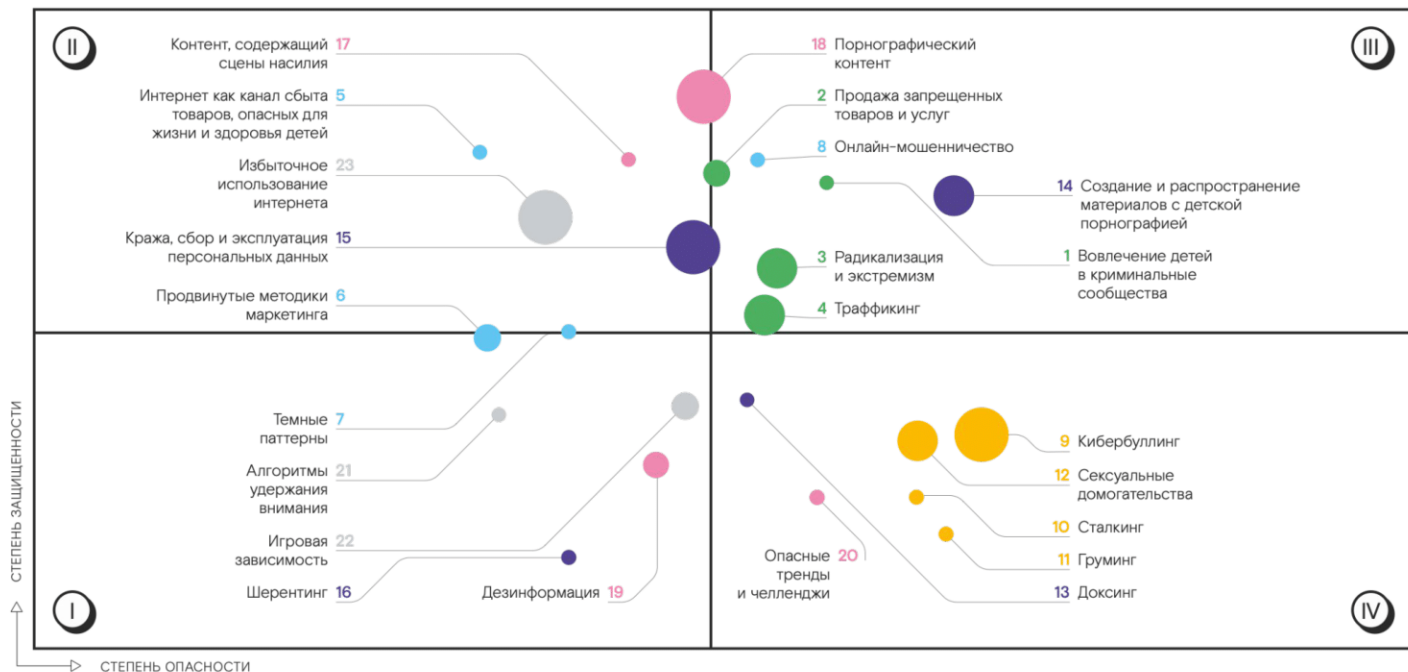 II
III
Контент, содержащий 17
сцены насилия
Интернет как канал сбыта 5
товаров, опасных для
жизни и здоровья детей
Избыточное 23
использование
интернета
Кража, сбор и эксплуатация 15
персональных данных
Продвинутые методики 6
маркетинга
18 Порнографический
контент
2 Продажа запрещенных
товаров и услуг
8 Онлайн-мошенничество
14 Создание и распространение
материалов с детской
порнографией
3 Радикализация
и экстремизм
1 Вовлечение детей
в криминальные
сообщества
4 Траффикинг
Темные 7
паттерны
Алгоритмы 21
удержания
внимания
Игровая 22
зависимость
Шерентинг 16
Дезинформация 19
Опасные 20
тренды
и челленджи
9 Кибербуллинг
12 Сексуальные
домогательства
10 Сталкинг
11 Груминг
13 Доксинг
I
IV
СТЕПЕНЬ ЗАЩИЩЕННОСТИ
СТЕПЕНЬ ОПАСНОСТИ